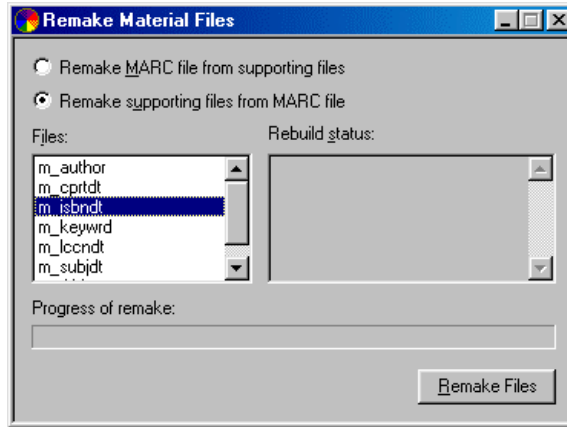 Remake Material Files
Remake MARC file from supporting files
Remake supporting files from MARC file
Files:
Rebuild status:
m_author
m_cprtdt
m_isbndt
m_keywrd
m_lccndt
m_subjdt
Progress of remake:
Remake Files